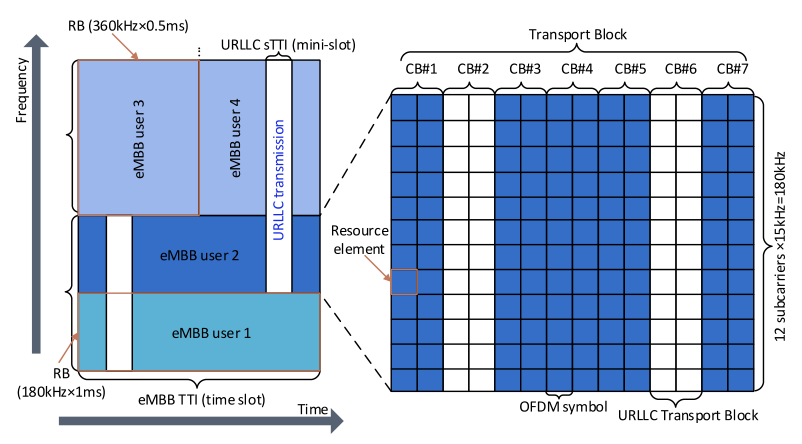 RB (360kHz×0.5ms)
URLLC sTTI (mini-slot)
Frequency
eMBB user 3
eMBB user 4
URLLC transmission
eMBB user 2
eMBB user 1
RB
(180kHz×1ms)
eMBB TTI (time slot)
Time
Transport Block
CB#1 CB#2 CB#3 CB#4 CB#5 CB#6 CB#7
Resource
element
12 subcarriers ×15kHz=180kHz
OFDM symbol
URLLC Transport Block